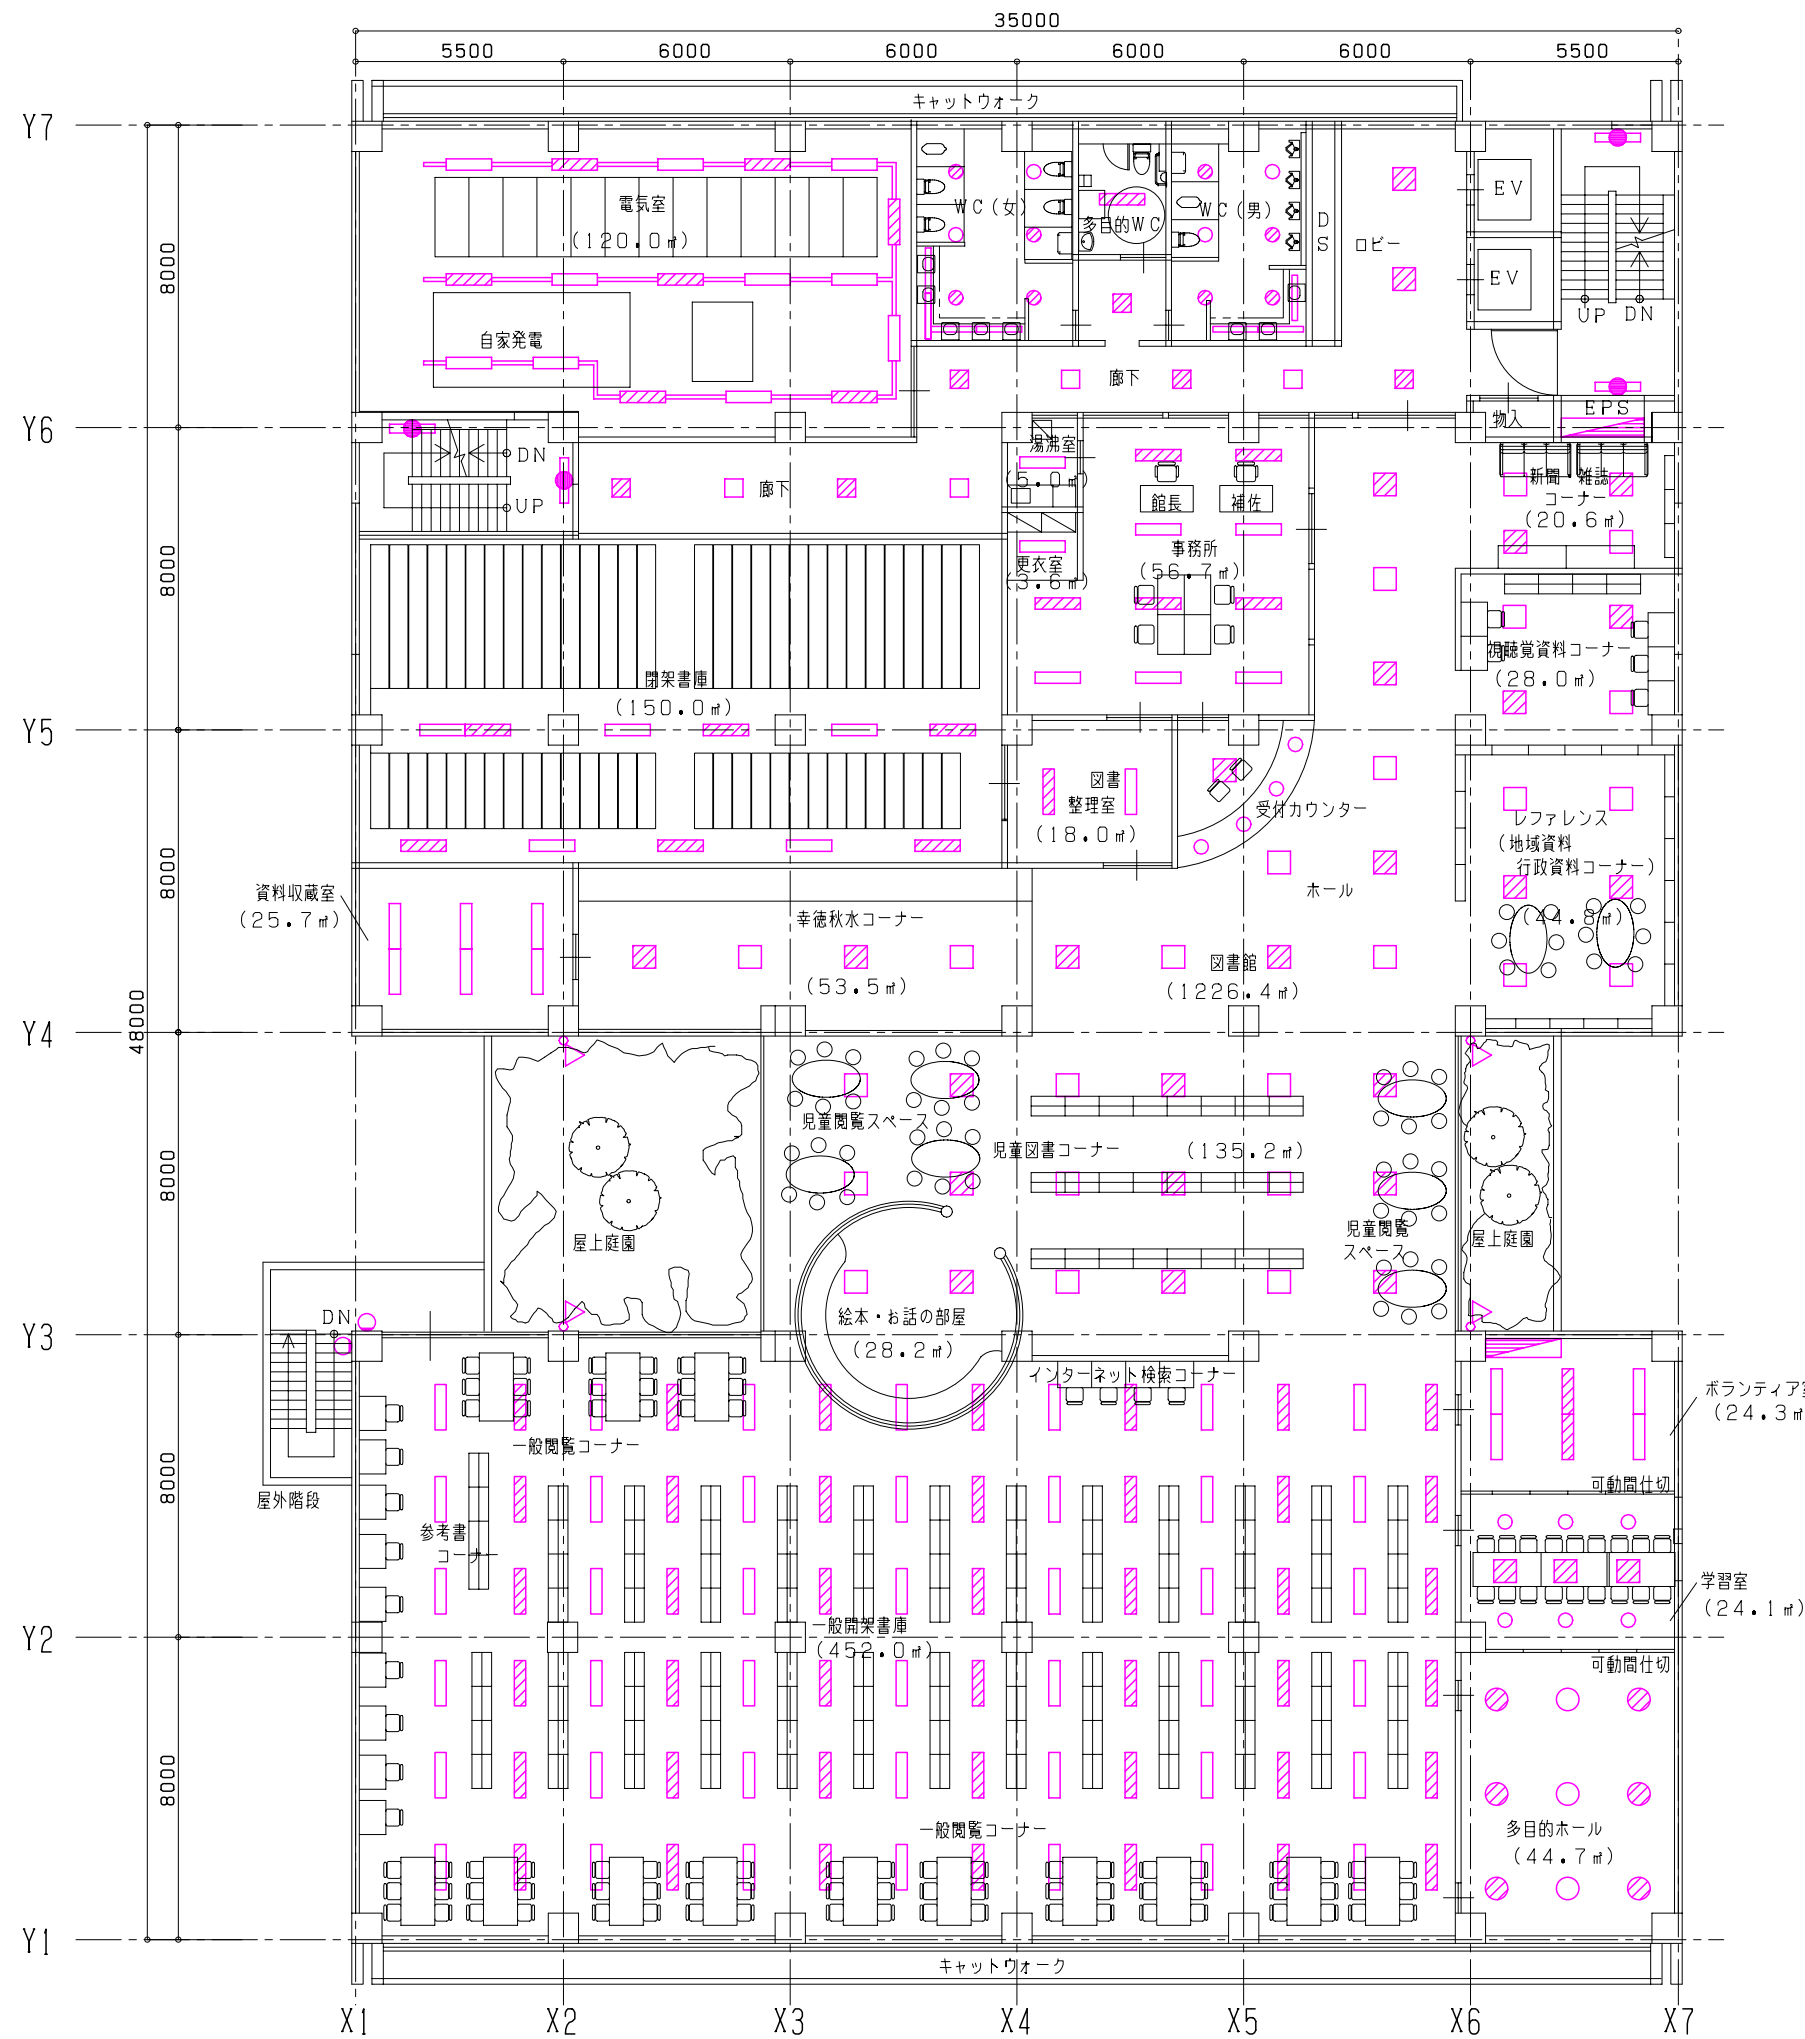 35000
5500 6000 6000 6000 6000 5500
キャットウォーク
Y7
電気室
(120.0㎡)
WC(女)
多目的WC
WC(男)
DS
ロビー
EV
EV
UP DN
8000
自家発電
廊下
物入
EPS
Y6
DN
UP
廊下
湯沸室
(5.0㎡)
館長
補佐
新聞・雑誌
コーナー
(20.6㎡)
更衣室
(3.6㎡)
事務所
(56.7㎡)
8000
視聴覚資料コーナー
(28.0㎡)
閉架書庫
(150.0㎡)
Y5
図書
整理室
(18.0㎡)
受付カウンター
レファレンス
(地域資料
行政資料コーナー)
(44.8㎡)
8000
ホール
資料収蔵室
(25.7㎡)
幸徳秋水コーナー
(53.5㎡)
図書館
(1226.4㎡)
48000
Y4
児童閲覧スペース
児童図書コーナー
(135.2㎡)
8000
屋上庭園
児童閲覧
スペース
屋上庭園
DN
絵本・お話の部屋
(28.2㎡)
Y3
インターネット検索コーナー
ボランティア室
(24.3㎡
一般閲覧コーナー
8000
屋外階段
可動間仕切
参考書
コーナー
学習室
(24.1㎡)
一般開架書庫
(452.0㎡)
Y2
可動間仕切
8000
一般閲覧コーナー
多目的ホール
(44.7㎡)
Y1
キャットウォーク
X1 X2 X3 X4 X5 X6 X7